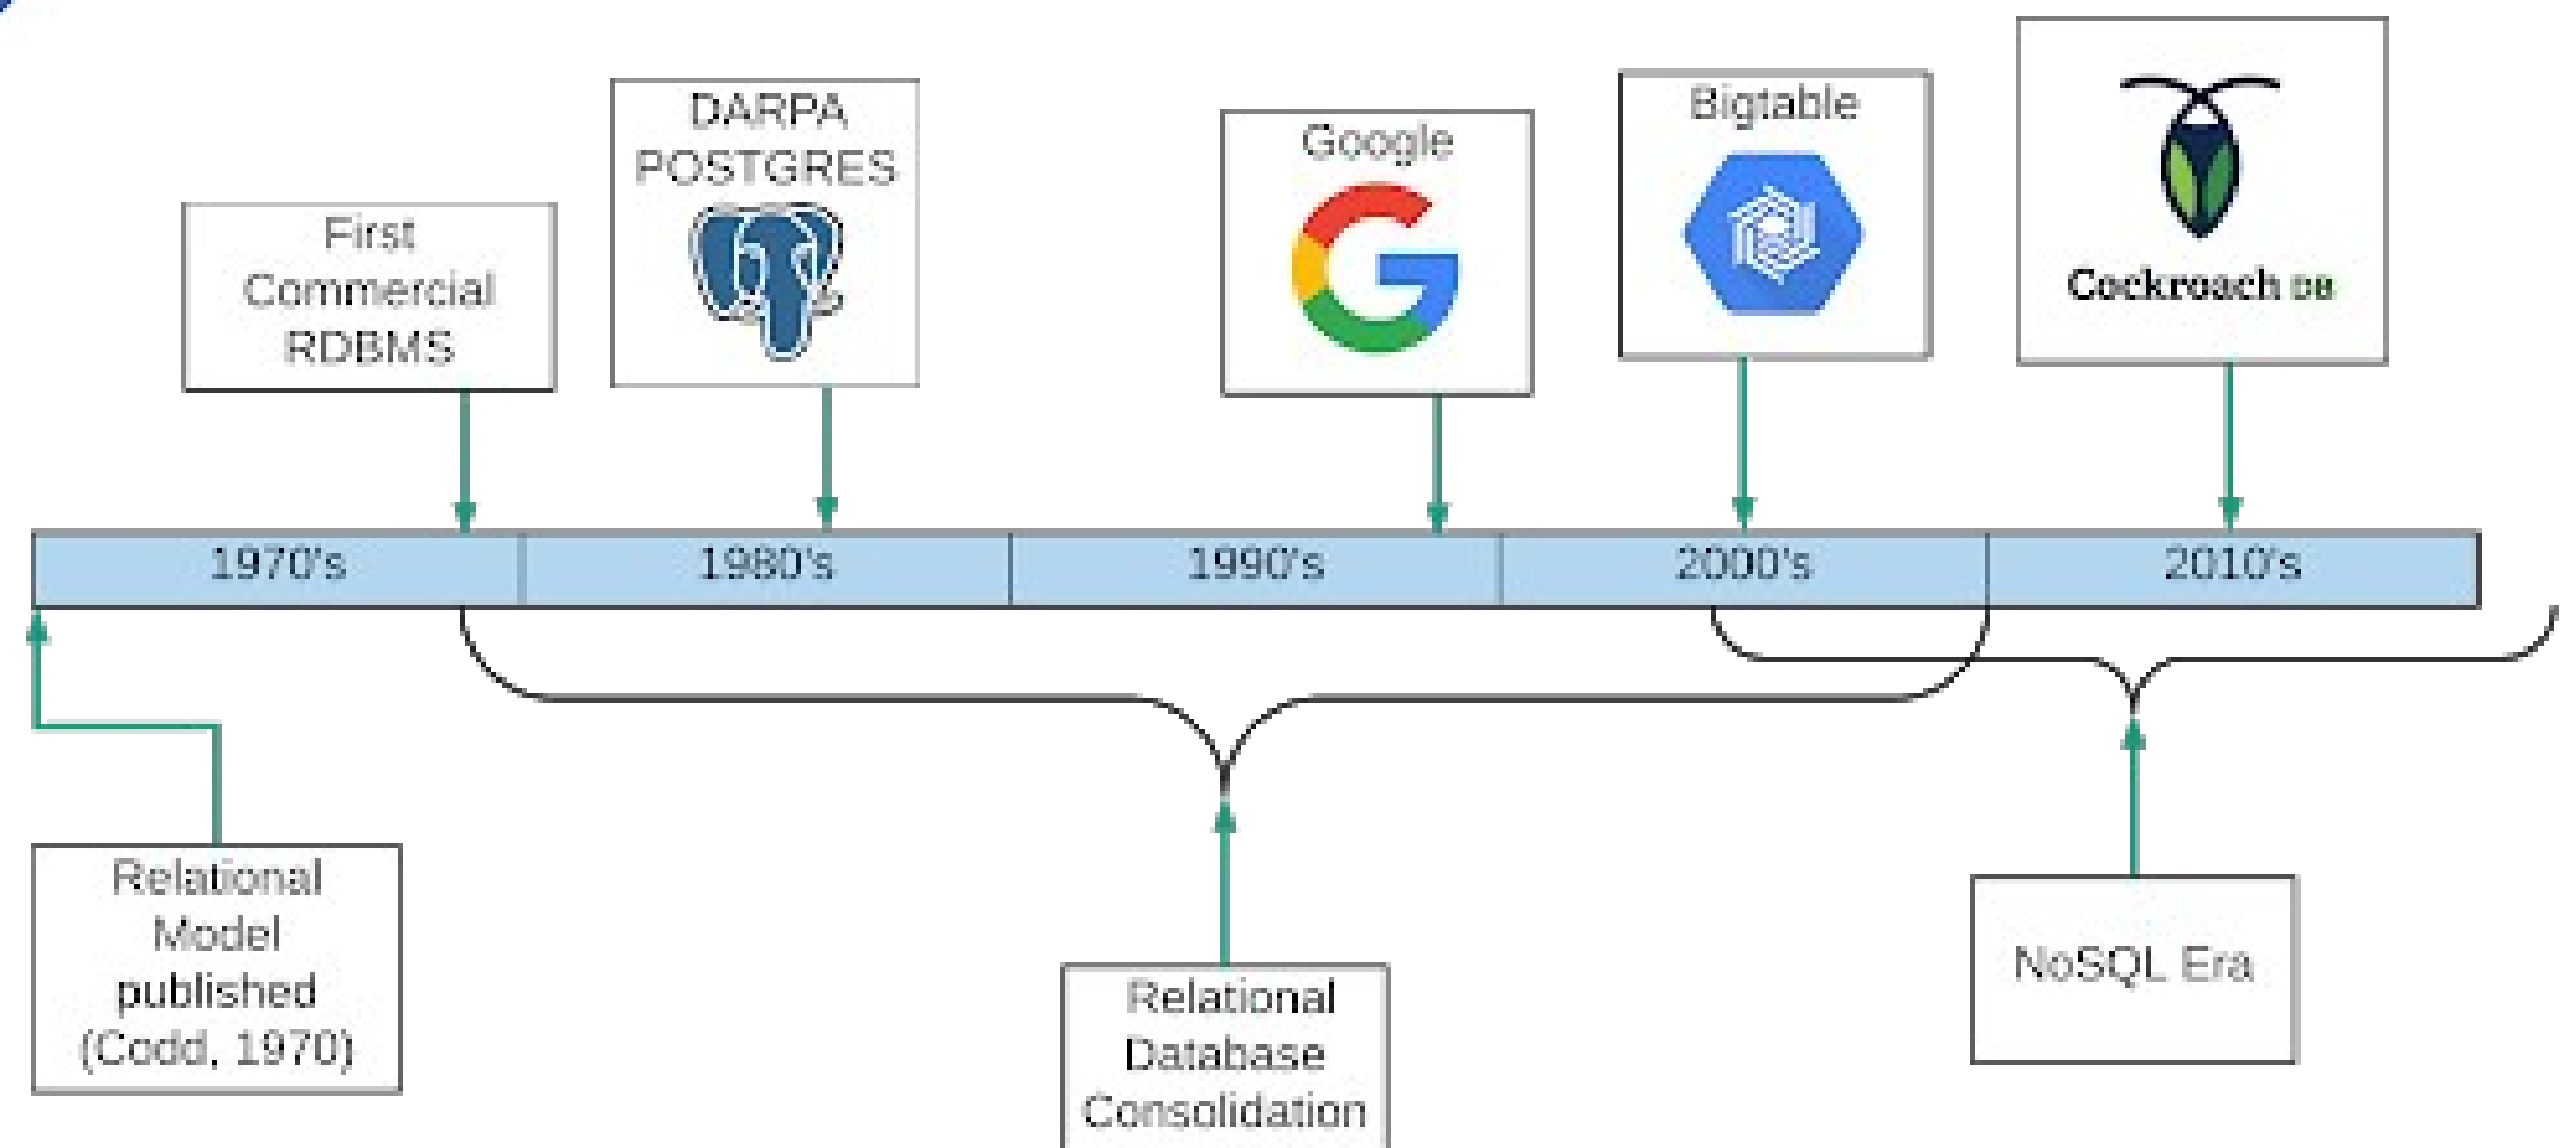 First
Commercial
RDBMS
DARPA
POSTGRES
Google
Bigtable
Cockroach DB
1970's
1980's
1990's
2000's
2010's
Relational
Model
published
(Codd, 1970)
Relational
Database
Consolidation
NoSQL Era